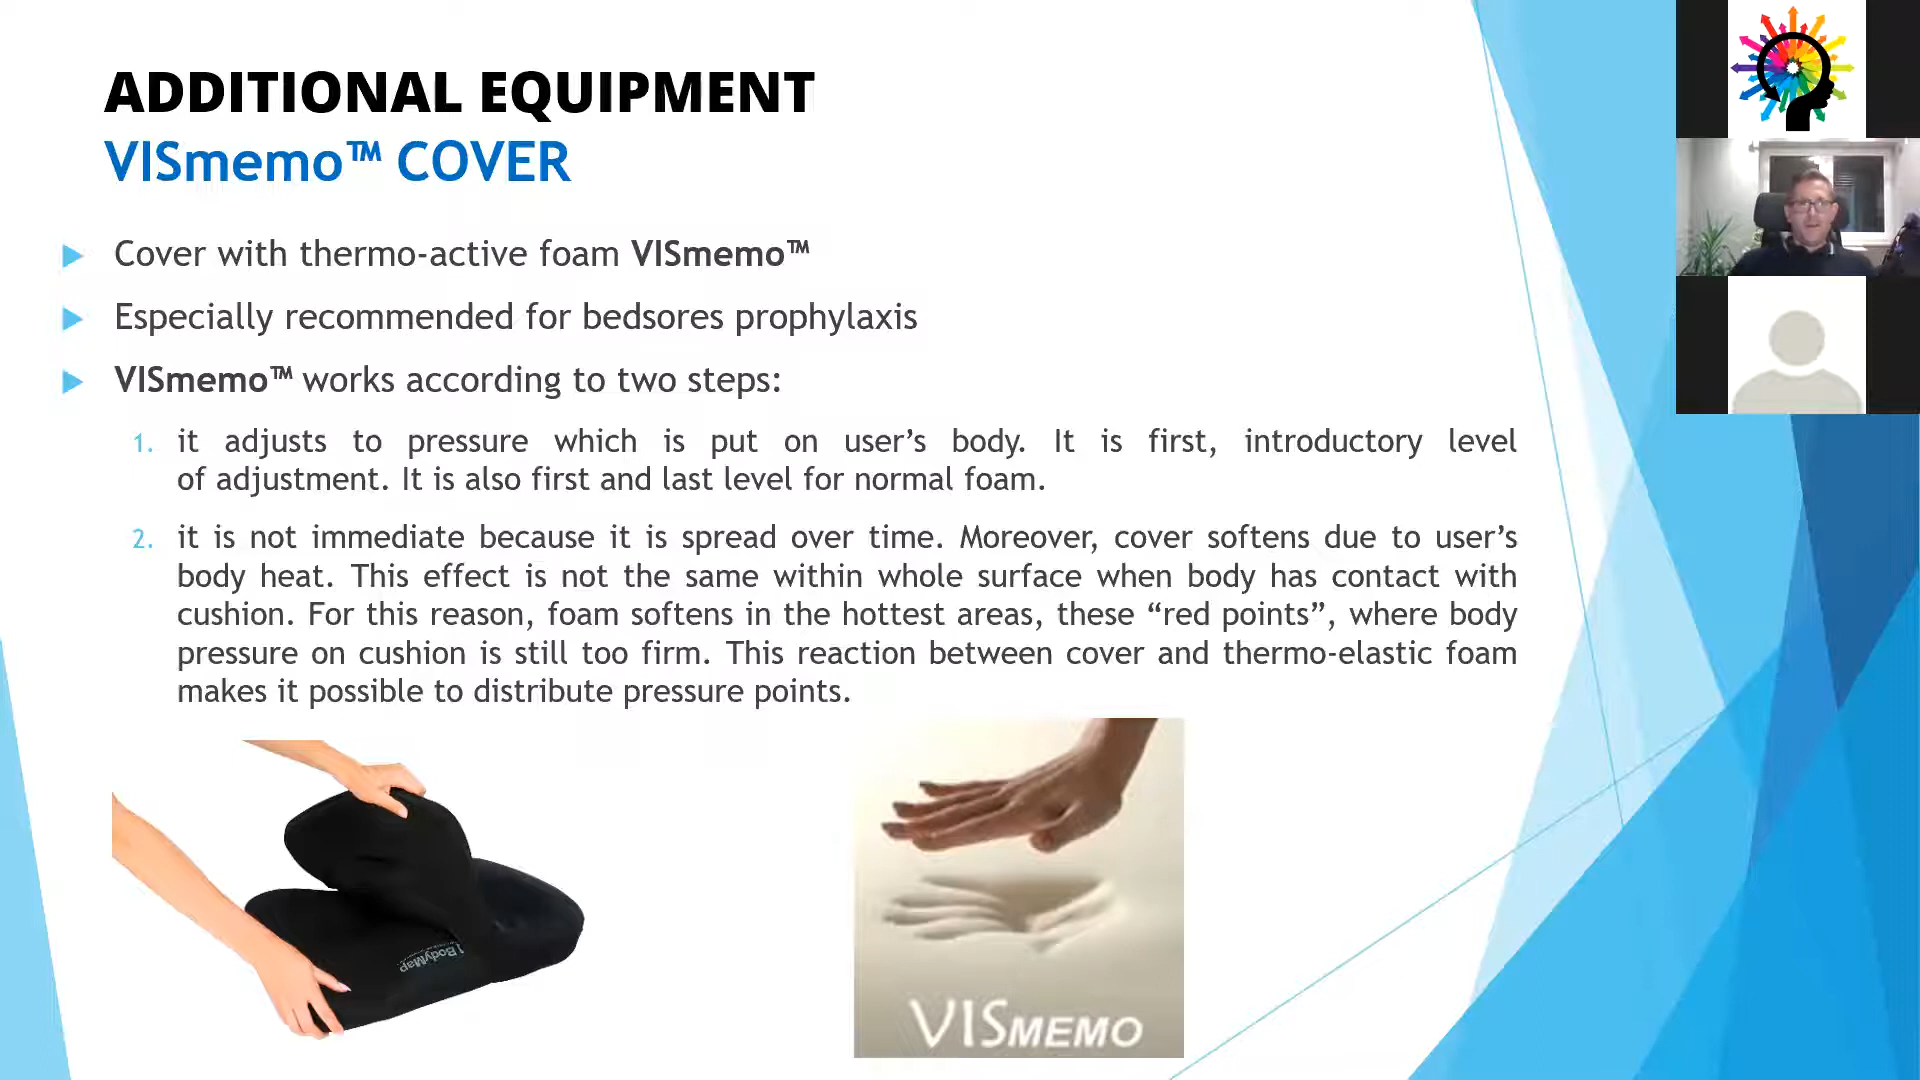 ADDITIONAL EQUIPMENT
VISmemo™ COVER
Cover with thermo-active foam VISmemo™
Especially recommended for bedsores prophylaxis
VISmemo™ works according to two steps:
1. it adjusts to pressure which is put on user’s body. It is first, introductory level
of adjustment. It is also first and last level for normal foam.
2. it is not immediate because it is spread over time. Moreover, cover softens due to user’s
body heat. This effect is not the same within whole surface when body has contact with
cushion. For this reason, foam softens in the hottest areas, these “red points”, where body
pressure on cushion is still too firm. This reaction between cover and thermo-elastic foam
makes it possible to distribute pressure points.
BodyMap
VISMEMO